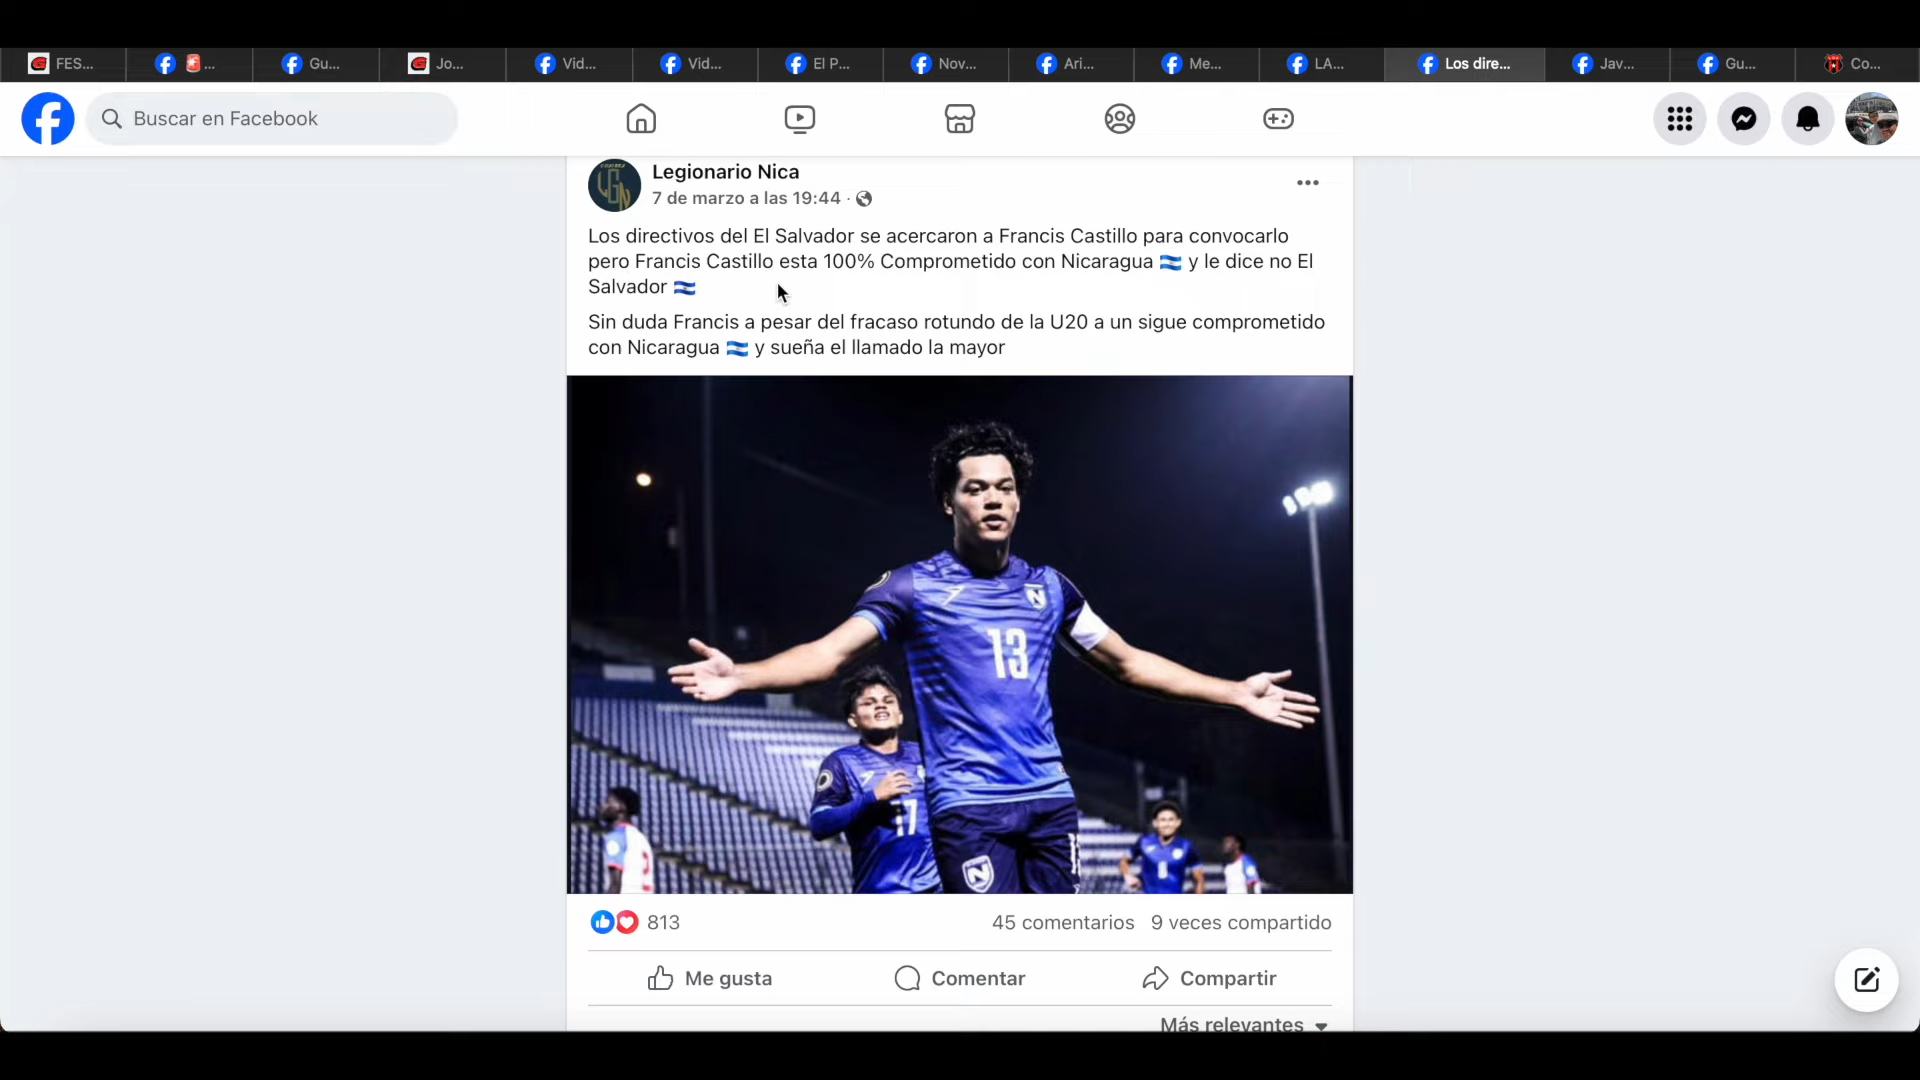 FES...
...
Gu...
Jo...
Vid...
Vid...
El P...
Nov...
Ari...
Me...
LA...
Los dire...
Jav...
Gu...
Co...
Buscar en Facebook
Legionario Nica
7 de marzo a las 19:44 ·
Los directivos del El Salvador se acercaron a Francis Castillo para convocarlo
pero Francis Castillo esta 100% Comprometido con Nicaragua 🇳🇮 y le dice no El
Salvador 🇸🇻
Sin duda Francis a pesar del fracaso rotundo de la U20 a un sigue comprometido
con Nicaragua 🇳🇮 y sueña el llamado la mayor
N
13
17
N
813
45 comentarios 9 veces compartido
Me gusta
Comentar
Compartir
Más relevantes